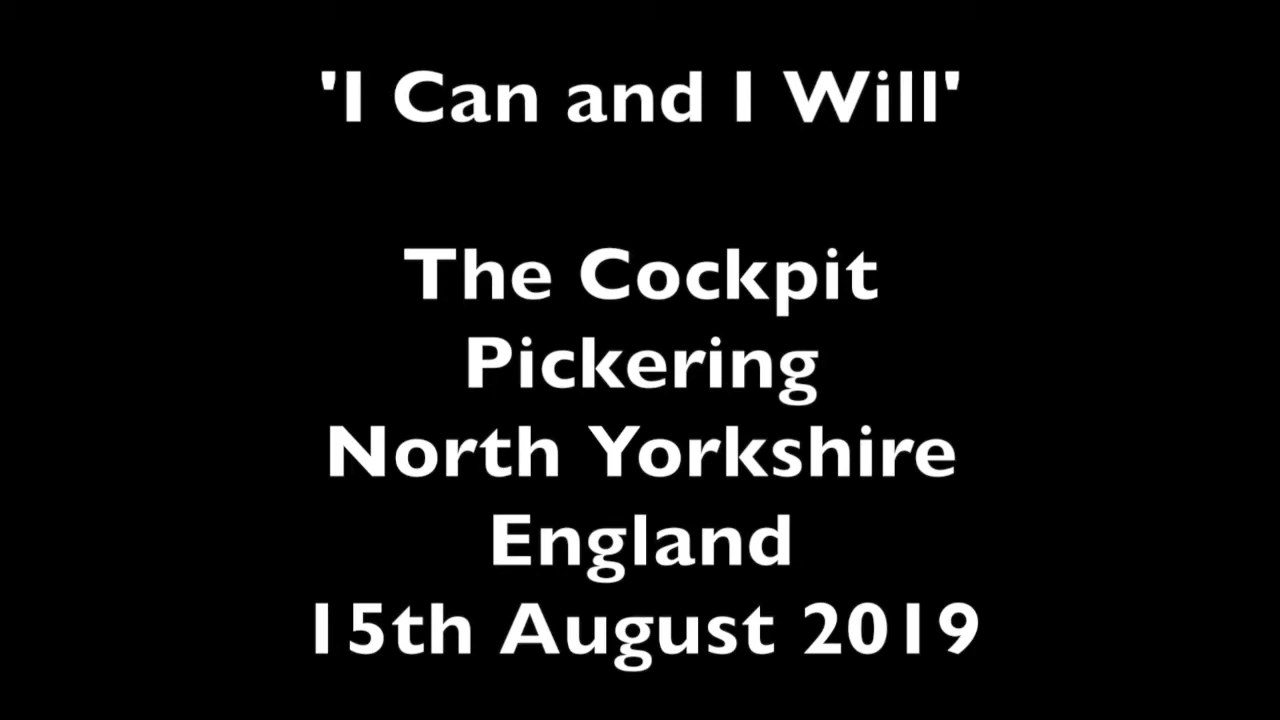 'I Can and I Will'
The Cockpit
Pickering
North Yorkshire
England
15th August 2019